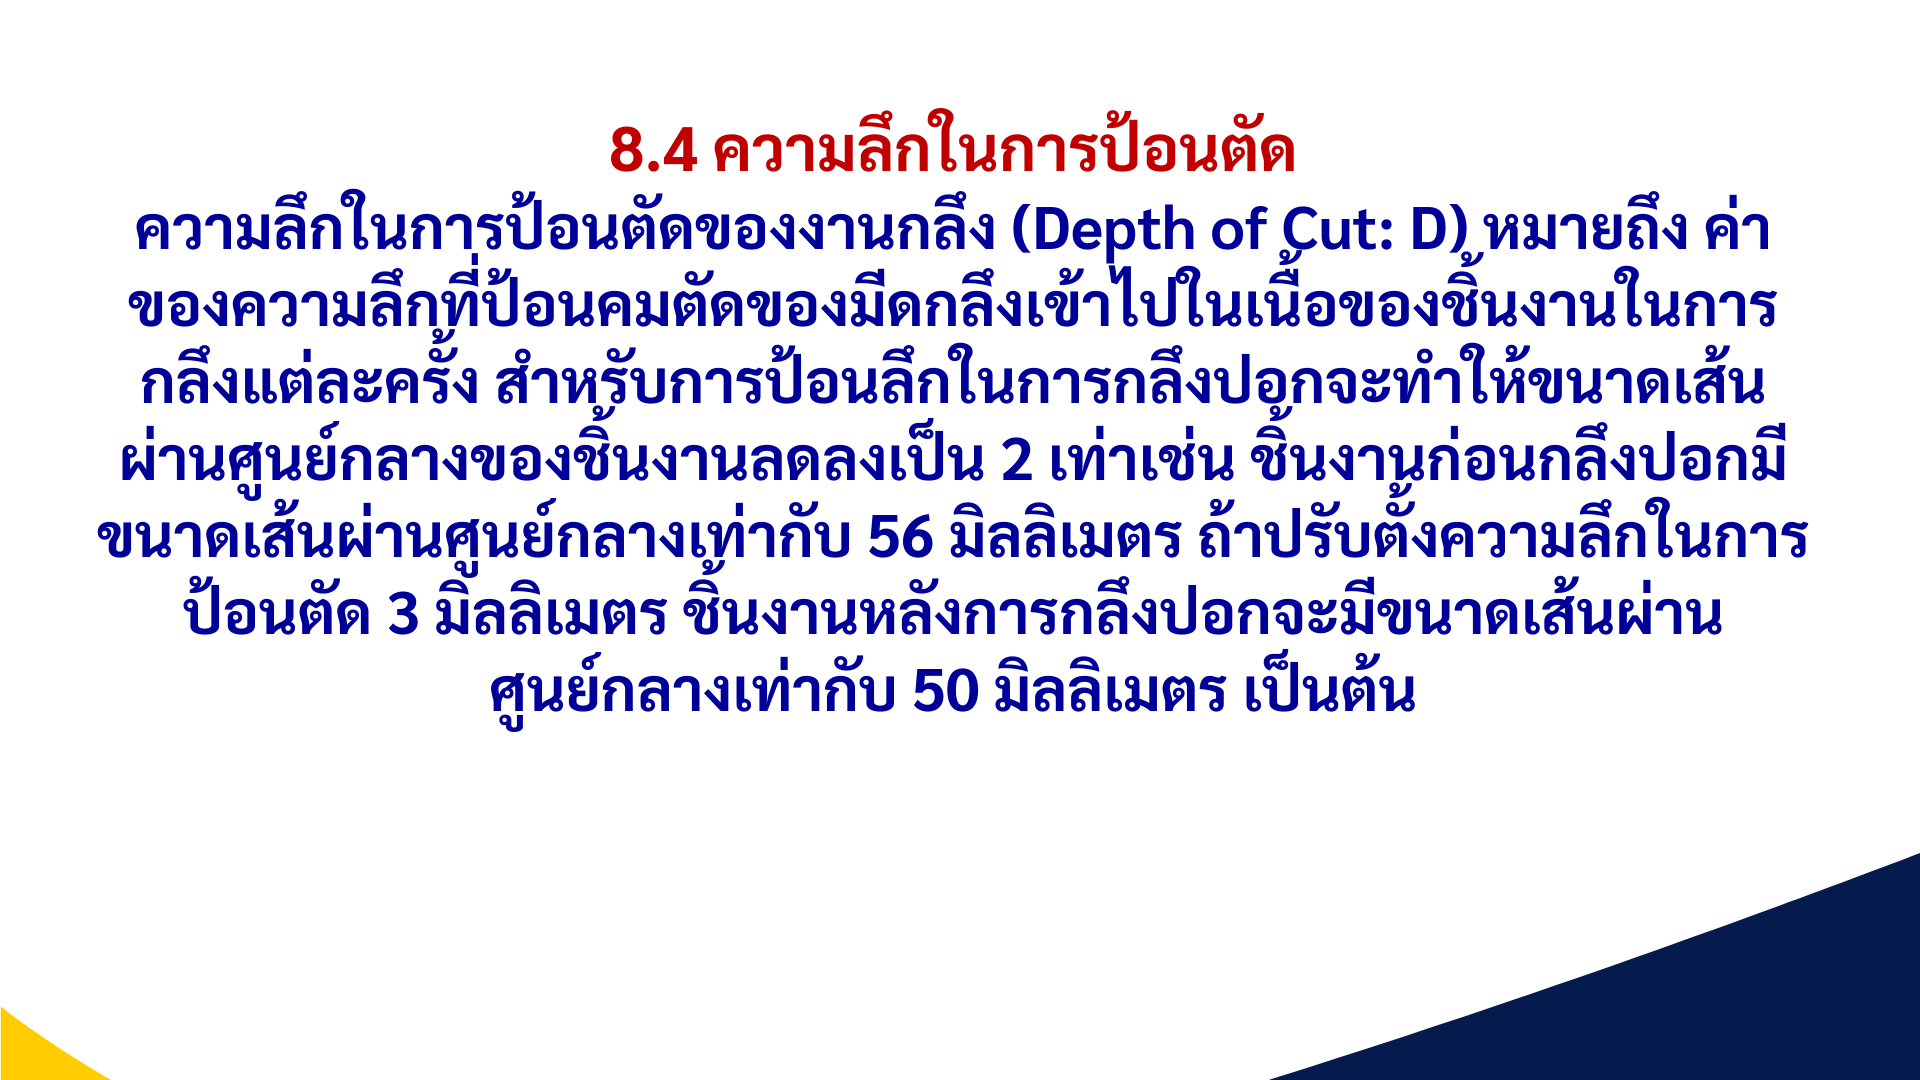 8.4 ความลึกในการป้อนตัด
ความลึกในการป้อนตัดของงานกลึง (Depth of Cut: D) หมายถึง ค่า
ของความลึกที่ป้อนคมตัดของมีดกลึงเข้าไปในเนื้อของชิ้นงานในการ
กลึงแต่ละครั้ง สำหรับการป้อนลึกในการกลึงปอกจะทำให้ขนาดเส้น
ผ่านศูนย์กลางของชิ้นงานลดลงเป็น 2 เท่าเช่น ชิ้นงานก่อนกลึงปอกมี
ขนาดเส้นผ่านศูนย์กลางเท่ากับ 56 มิลลิเมตร ถ้าปรับตั้งความลึกในการ
ป้อนตัด 3 มิลลิเมตร ชิ้นงานหลังการกลึงปอกจะมีขนาดเส้นผ่าน
ศูนย์กลางเท่ากับ 50 มิลลิเมตร เป็นต้น